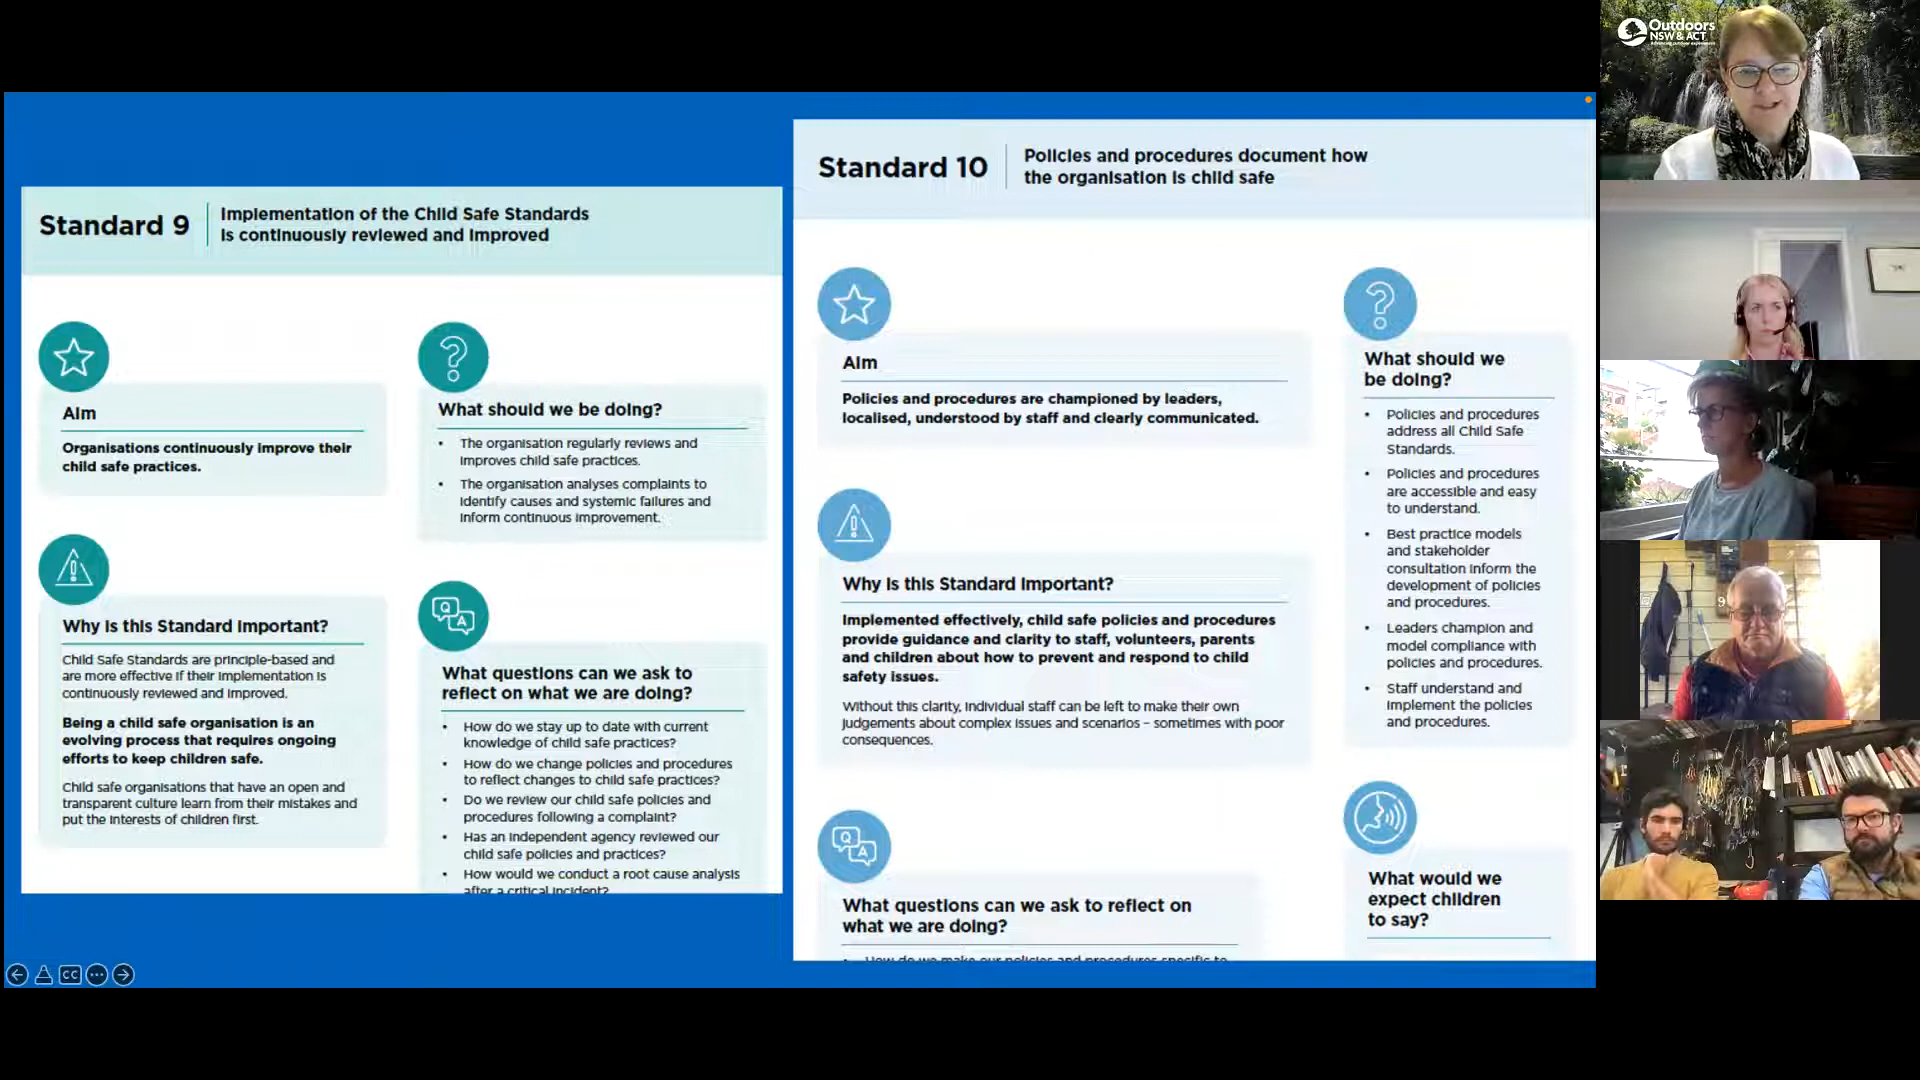 Standard 9
Implementation of the Child Safe Standards
is continuously reviewed and improved
Aim
Organisations continuously improve their
child safe practices.
Why is this Standard Important?
Child Safe Standards are principle-based and
are more effective if their implementation is
continuously reviewed and improved.
Being a child safe organisation is an
evolving process that requires ongoing
efforts to keep children safe.
Child safe organisations that have an open and
transparent culture learn from their mistakes and
put the interests of children first.
What should we be doing?
• The organisation regularly reviews and
improves child safe practices.
• The organisation analyses complaints to
identify causes and systemic failures and
inform continuous improvement.
Q A
What questions can we ask to
reflect on what we are doing?
• How do we stay up to date with current
knowledge of child safe practices?
• How do we change policies and procedures
to reflect changes to child safe practices?
• Do we review our child safe policies and
procedures following a complaint?
• Has an independent agency reviewed our
child safe policies and practices?
• How would we conduct a root cause analysis
after a critical incident?
Standard 10
Policies and procedures document how
the organisation is child safe
Aim
Policies and procedures are championed by leaders,
localised, understood by staff and clearly communicated.
Why is this Standard Important?
Implemented effectively, child safe policies and procedures
provide guidance and clarity to staff, volunteers, parents
and children about how to prevent and respond to child
safety issues.
Without this clarity, individual staff can be left to make their own
judgements about complex issues and scenarios – sometimes with poor
consequences.
Q A
What questions can we ask to reflect on
what we are doing?
• How do we make our policies and procedures specific to
What should we
be doing?
• Policies and procedures
address all Child Safe
Standards.
• Policies and procedures
are accessible and easy
to understand.
• Best practice models
and stakeholder
consultation inform the
development of policies
and procedures.
• Leaders champion and
model compliance with
policies and procedures.
• Staff understand and
implement the policies
and procedures.
What would we
expect children
to say?
CC
Outdoors
NSW & ACT